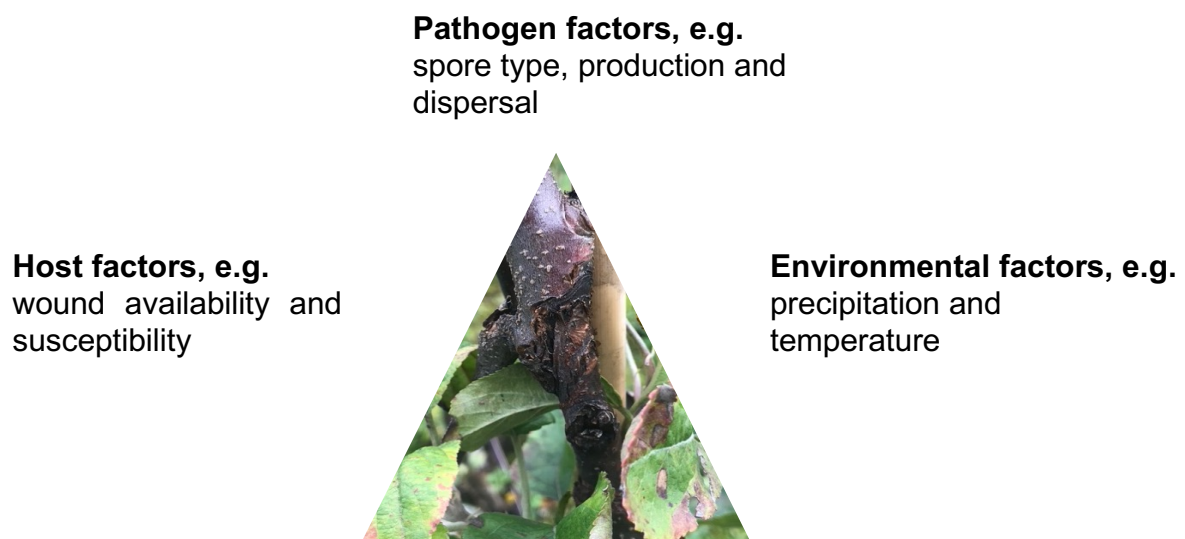 Pathogen factors, e.g.
spore type, production and
dispersal
Host factors, e.g.
wound availability and
susceptibility
Environmental factors, e.g.
precipitation and
temperature